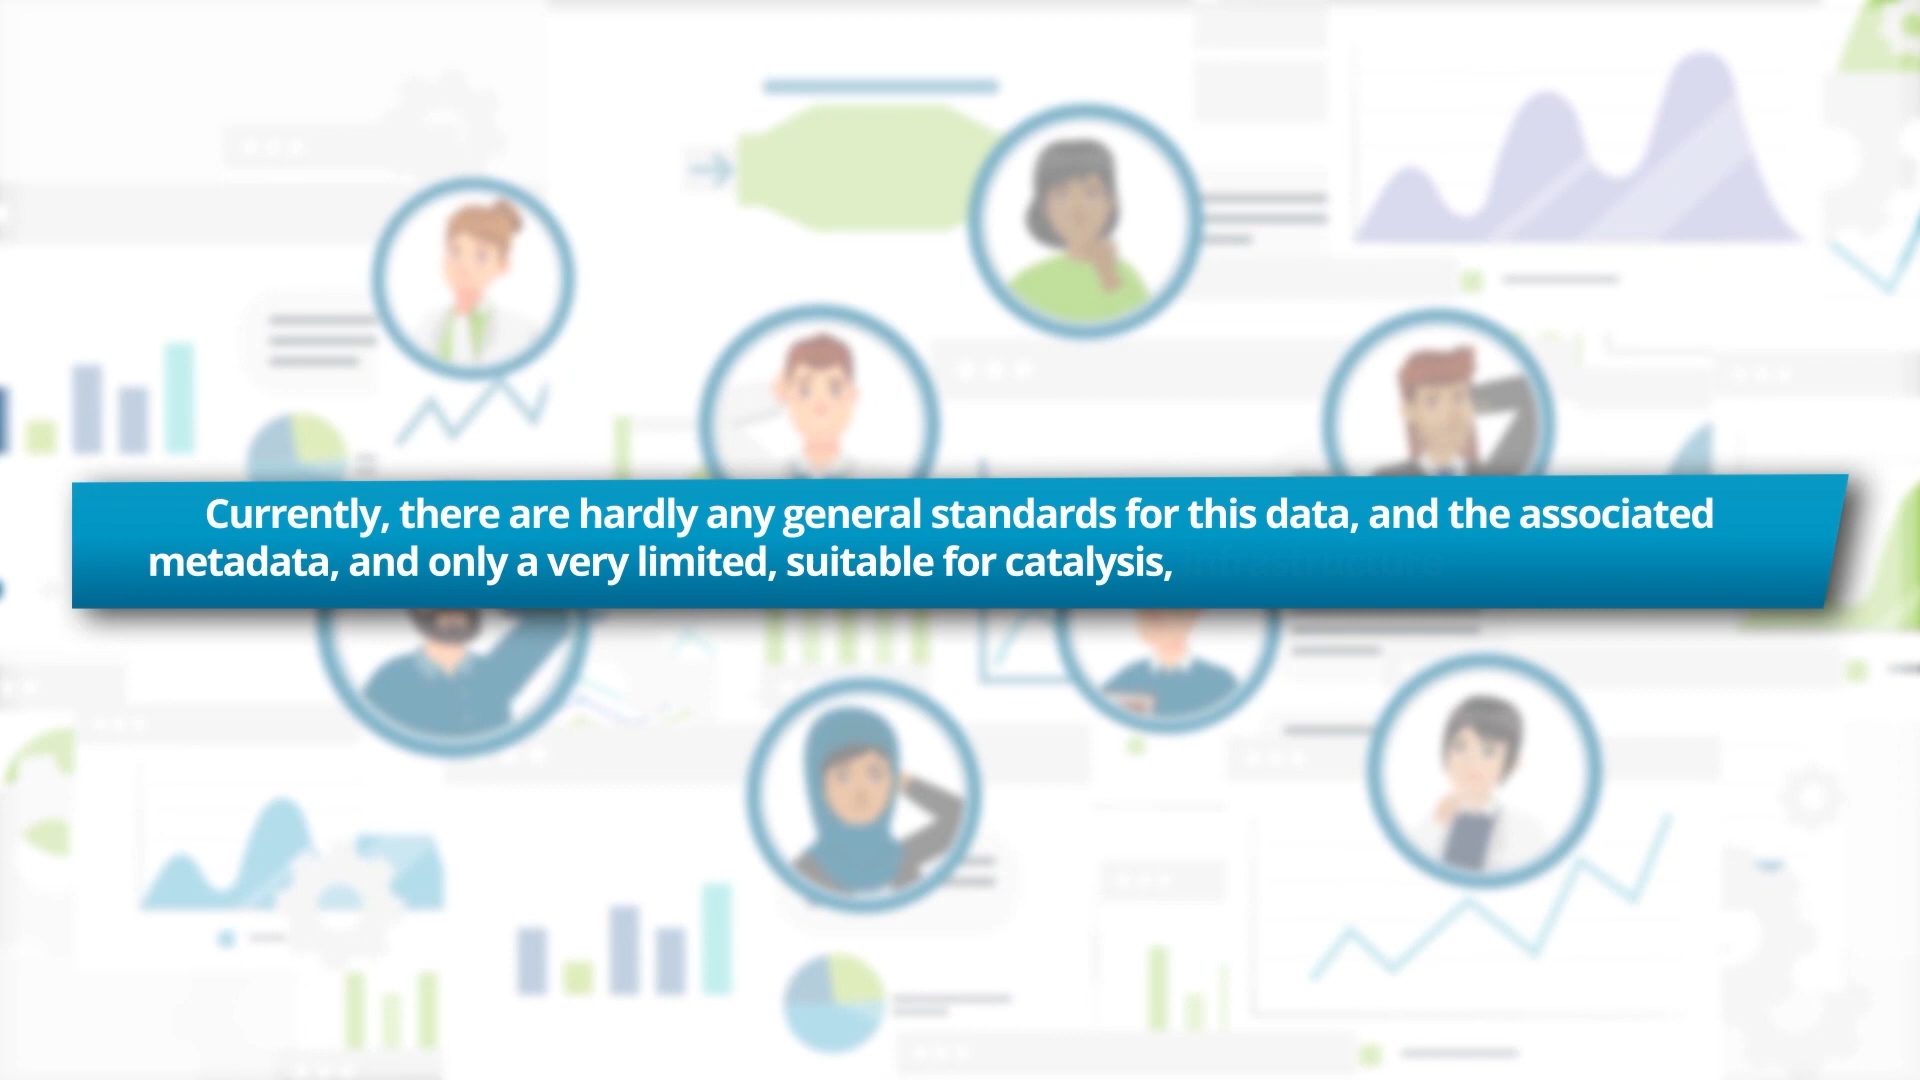 Currently, there are hardly any general standards for this data, and the associated
metadata, and only a very limited, suitable for catalysis, infrastructure